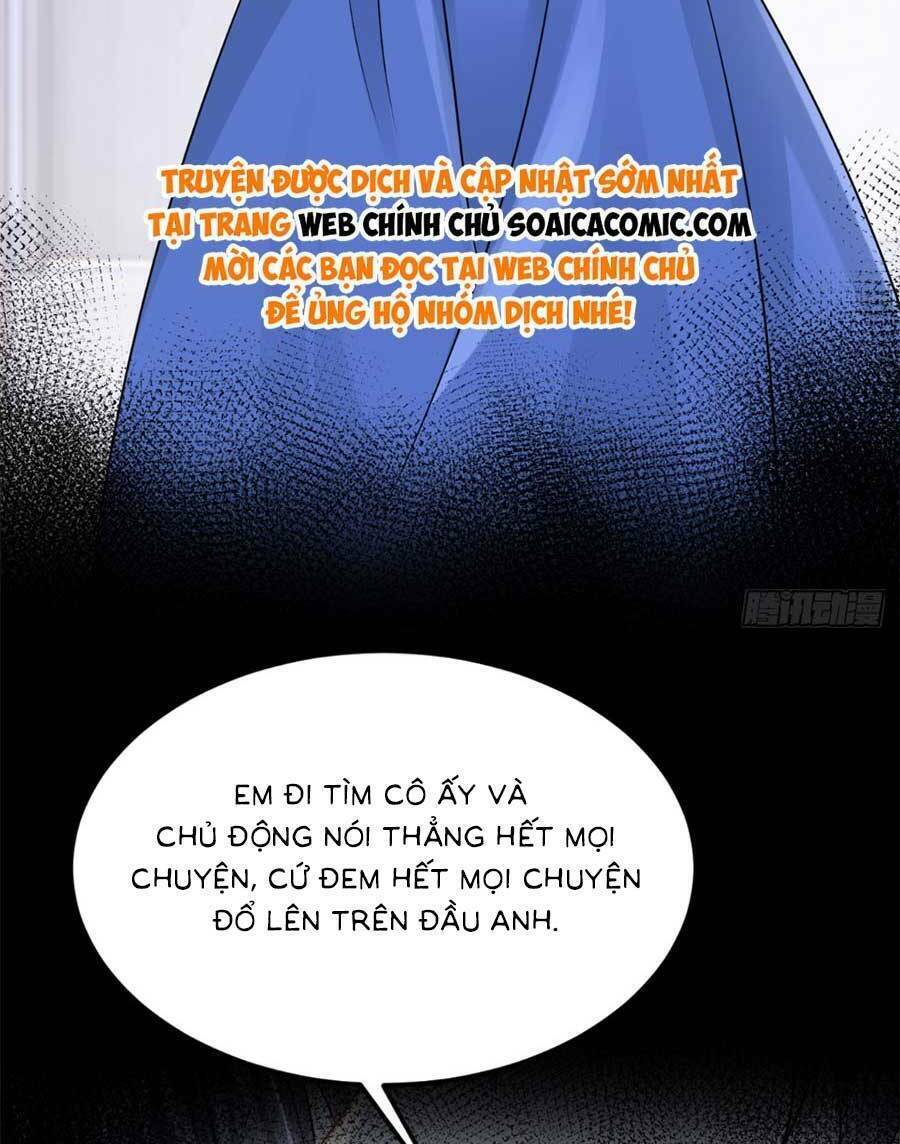 TRUYỆN ĐƯỢC DỊCH VÀ CẬP NHẬT SỚM NHẤT
TẠI TRANG WEB CHÍNH CHỦ SOAICACOMIC.COM
MỜI CÁC BẠN ĐỌC TẠI WEB CHÍNH CHỦ
ĐỂ ỦNG HỘ NHÓM DỊCH NHÉ!
腾讯动漫
EM ĐI TÌM CÔ ẤY VÀ
CHỦ ĐỘNG NÓI THẲNG HẾT MỌI
CHUYỆN, CỨ ĐEM HẾT MỌI CHUYỆN
ĐỔ LÊN TRÊN ĐẦU ANH.